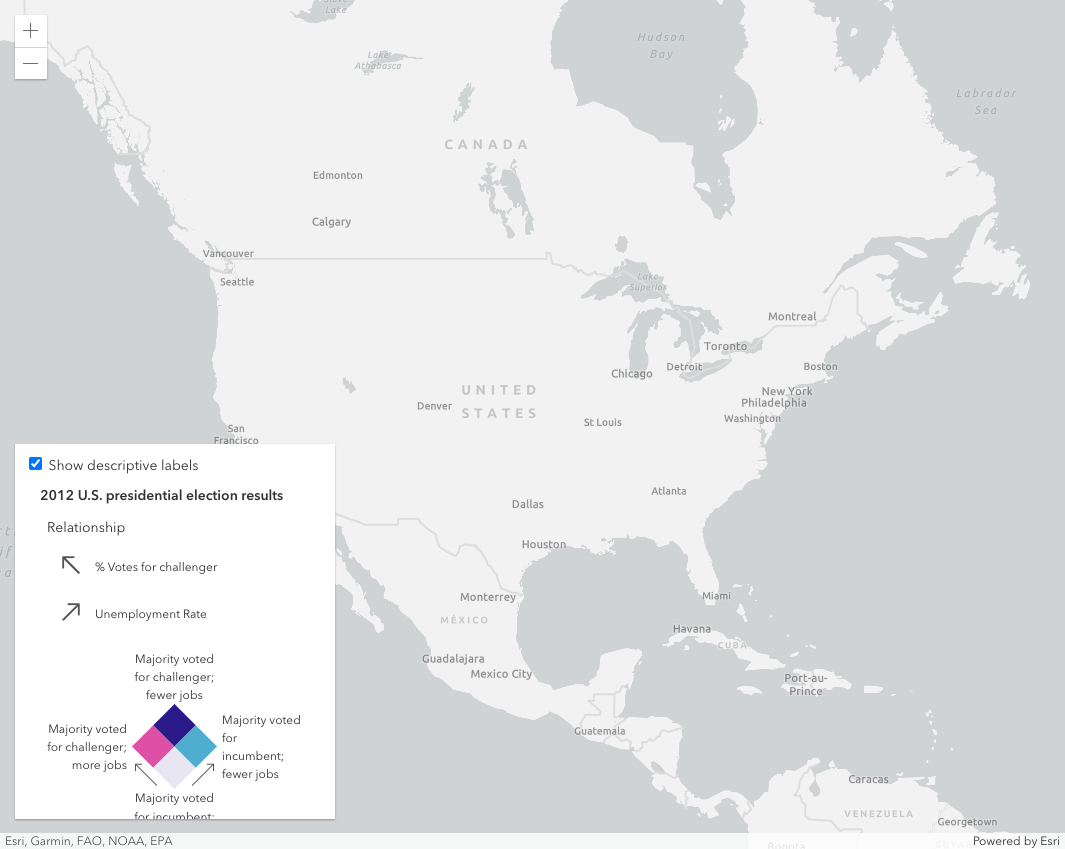 Slave
Lake
Hudson
Bay
Lake
Athabasca
Labrador
Sea
CANADA
Edmonton
Calgary
Vancouver
Seattle
Lake
Superior
Montreal
Toronto
Boston
Detroit
Chicago
UNITED
STATES
New York
Philadelphia
Denver
Washington
St Louis
San
Francisco
Show descriptive labels
2012 U.S. presidential election results
Relationship
% Votes for challenger
Unemployment Rate
Majority voted
for challenger;
fewer jobs
Majority voted
for challenger;
more jobs
Majority voted
for
incumbent;
fewer jobs
Majority voted
for incumbent;
Atlanta
Dallas
Houston
Miami
Monterrey
MÉXICO
Havana
CUBA
Guadalajara
Mexico City
Port-au-
Prince
Guatemala
Caracas
VENEZUELA
Georgetown
Bogota
Esri, Garmin, FAO, NOAA, EPA
Powered by Esri